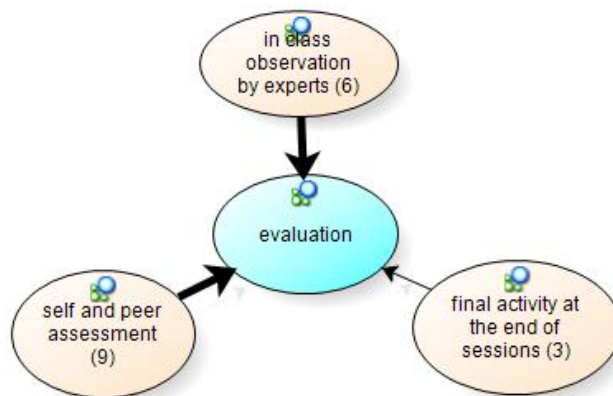 in class
observation
by experts (6)
evaluation
self and peer
assessment
(9)
final activity at
the end of
sessions (3)